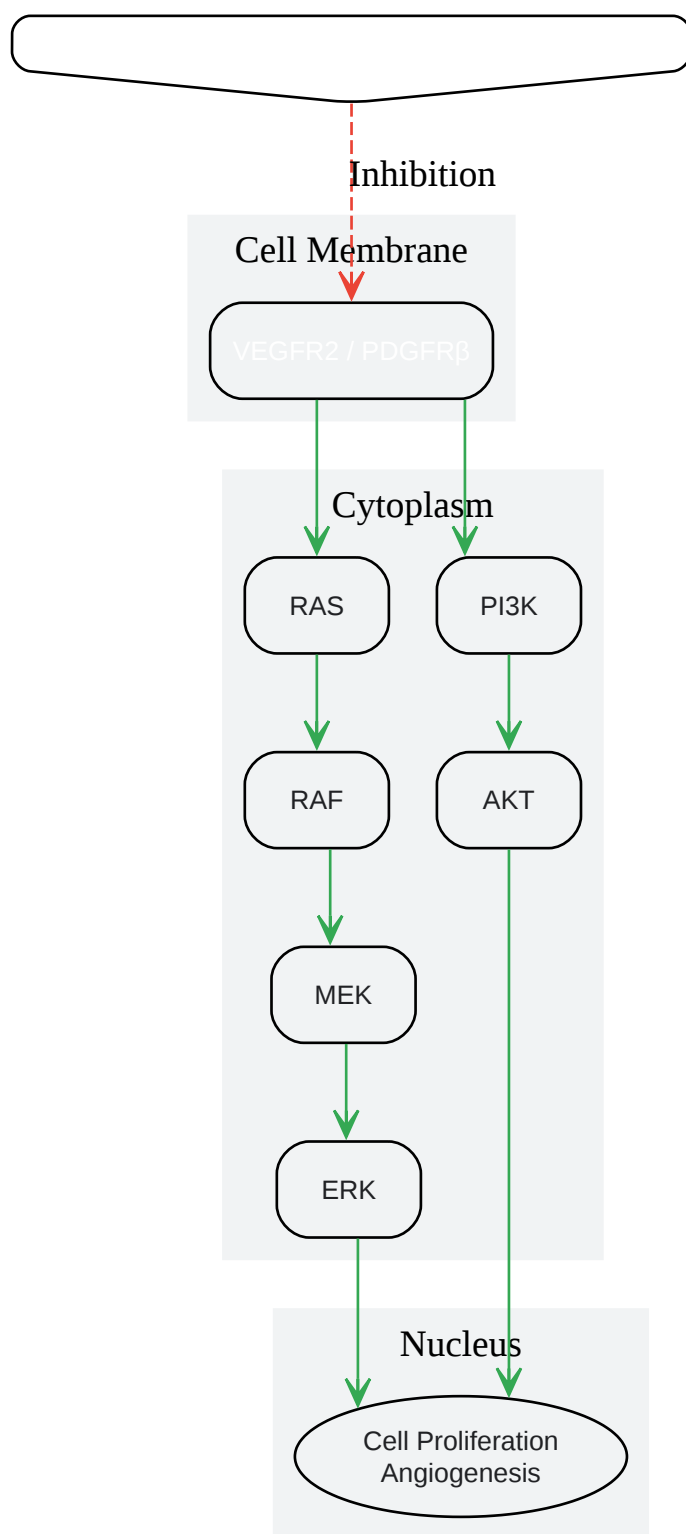 Inhibition
Cell Membrane
VEGFR2 / PDGFRβ
Cytoplasm
RAS
PI3K
RAF
AKT
MEK
ERK
Nucleus
Cell Proliferation
Angiogenesis